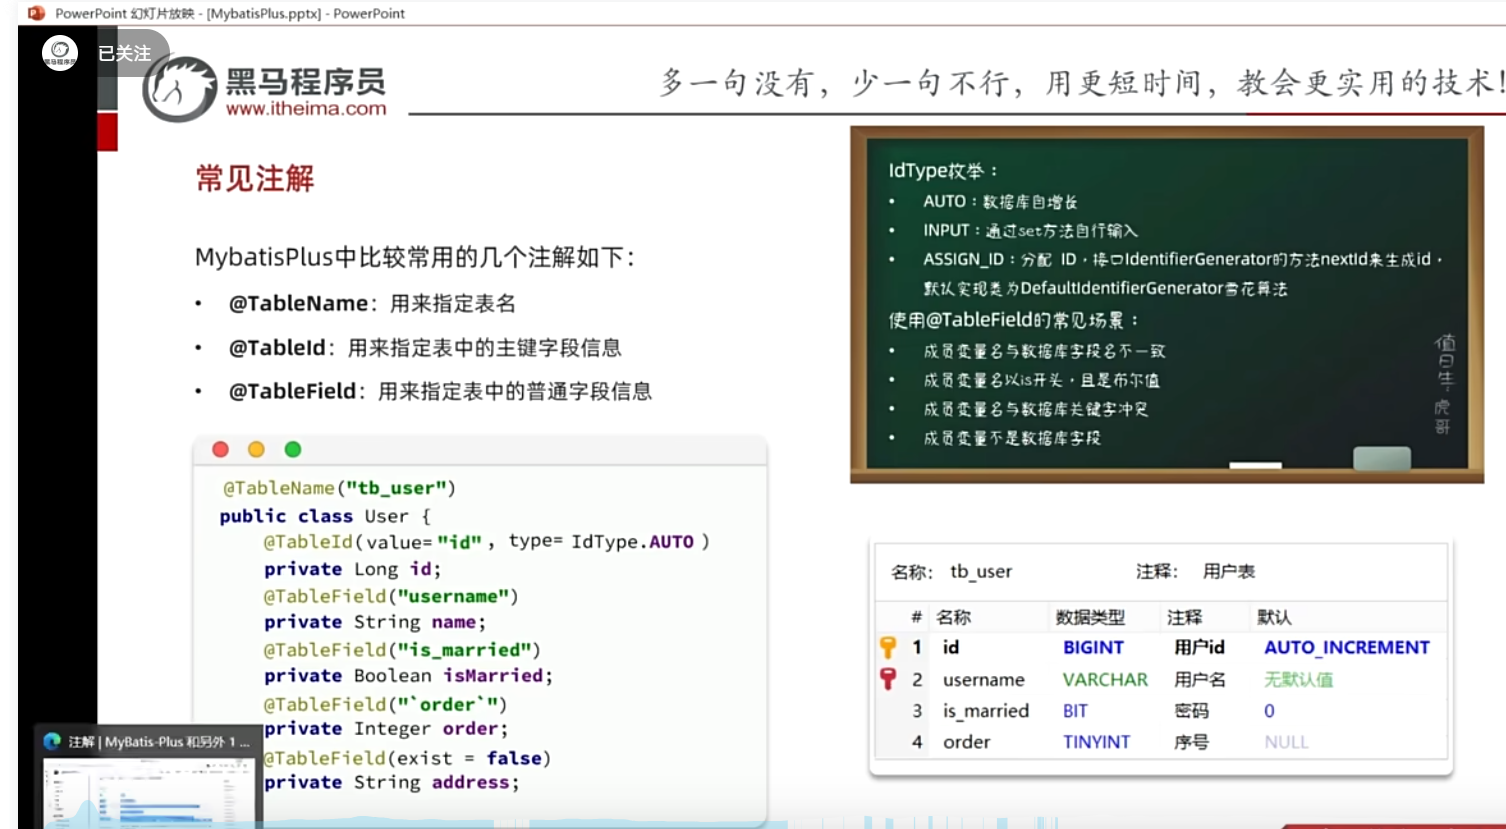 PowerPoint 幻灯片放映 - [MybatisPlus.pptx] - PowerPoint
已关注
黑马程序员
www.itheima.com
多一句没有，少一句不行，用更短时间，教会更实用的技术!
常见注解
MybatisPlus中比较常用的几个注解如下：
• @TableName：用来指定表名
• @TableId：用来指定表中的主键字段信息
• @TableField：用来指定表中的普通字段信息
@TableName("tb_user")
public class User {
@TableId(value="id", type= IdType.AUTO )
private Long id;
@TableField("username")
private String name;
@TableField("is_married")
private Boolean isMarried;
@TableField("`order`")
private Integer order;
@TableField(exist = false)
private String address;
注解 | MyBatis-Plus 和另外 1 ...
IdType枚举：
• AUTO：数据库自增长
• INPUT：通过set方法自行输入
• ASSIGN_ID：分配 ID，接口IdentifierGenerator的方法nextId来生成id，
默认实现类为DefaultIdentifierGenerator雪花算法
使用@TableField的常见场景：
• 成员变量名与数据库字段名不一致
• 成员变量名以is开头，且是布尔值
• 成员变量名与数据库关键字冲突
• 成员变量不是数据库字段
值日生：虎哥
名称： tb_user 注释： 用户表
# 名称 数据类型 注释 默认
1 id BIGINT 用户id AUTO_INCREMENT
2 username VARCHAR 用户名 无默认值
3 is_married BIT 密码 0
4 order TINYINT 序号 NULL